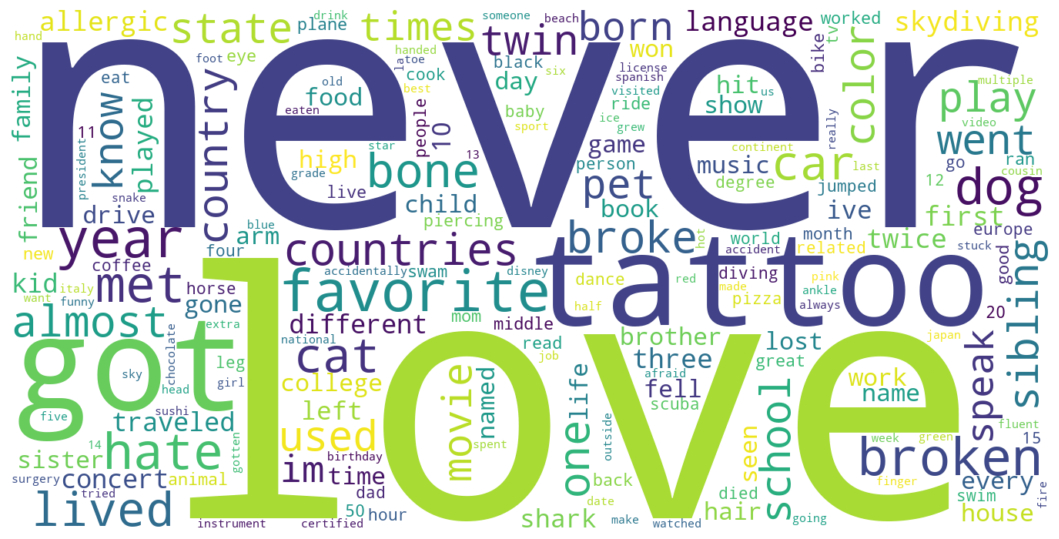 never
love
tattoo
got
allergic
state
drink
plane
times
twin
someone
beach
born
won
language
worked
tv
skydiving
hand
family
friend
foot
eye
old
handed
latoe
black
day
license
spanish
six
bike
color
multiple
eat
know
11
president
snake
played
country
food
cook
best
eaten
star
people
10
baby
sport
visited
ice
grew
ride
hit
us
show
game
play
video
went
really
continent
last
go
ran
cousin
grade
high
live
bone
13
child
piercing
person
pet
book
music
degree
car
jumped
ive
12
dog
first
drive
year
blue
four
arm
countries
broke
hot
world
accident
month
related
twice
europe
stuck
good
new
coffee
met
kid
italy
want
funny
horse
gone
accidentally
swam
disney
favorite
mom
dance
half
red
diving
made
pizza
pink
ankle
always
20
sibling
almost
extra
different
national
middle
brother
lost
japan
speak
chocolate
leg
girl
cat
read
job
three
great
afraid
life
work
name
sky
head
college
movie
named
fell
scuba
school
five
sushi
traveled
left
used
one
week
green
fluent
14
hate
gotten
spent
outside
seen
broken
15
sister
concert
animal
birthday
im
time
dad
back
date
died
hair
finger
every
swim
fire
surgery
tried
lived
instrument
certified
50
hour
shark
make
watched
going
house